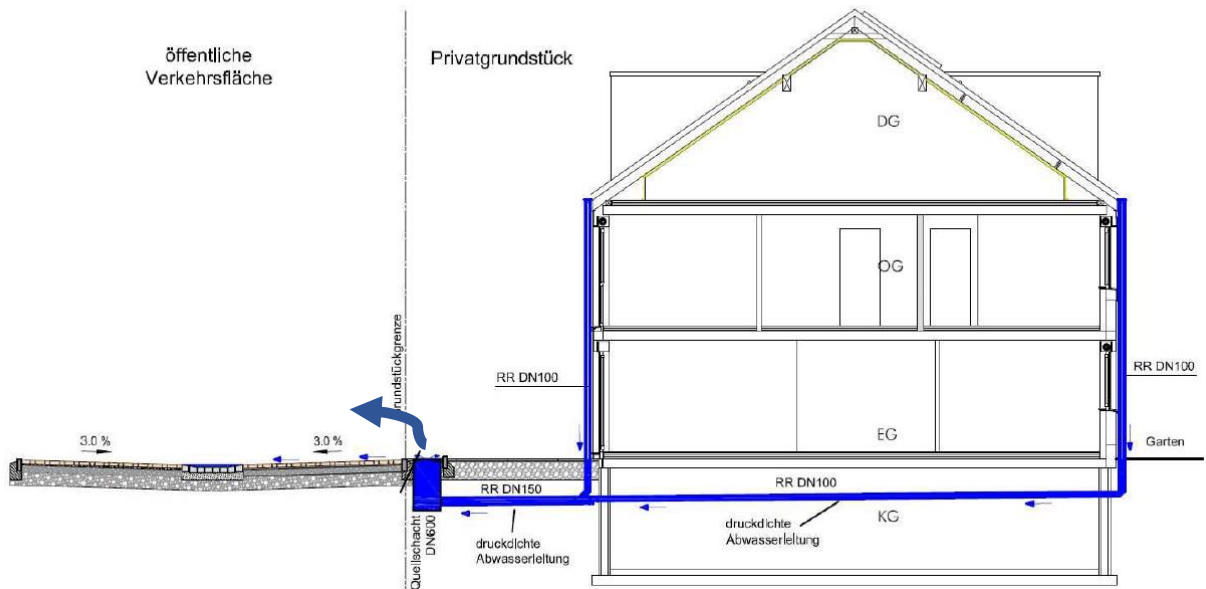 öffentliche
Verkehrsfläche
Privatgrundstück
DG
OG
rundstückgrenze
RR DN100
RR DN100
3.0 %
3.0 %
EG
Garten
RR DN150
RR DN100
KG
Quellschacht
DN600
druckdichte
Abwasserleitung
druckdichte
Abwasserleitung